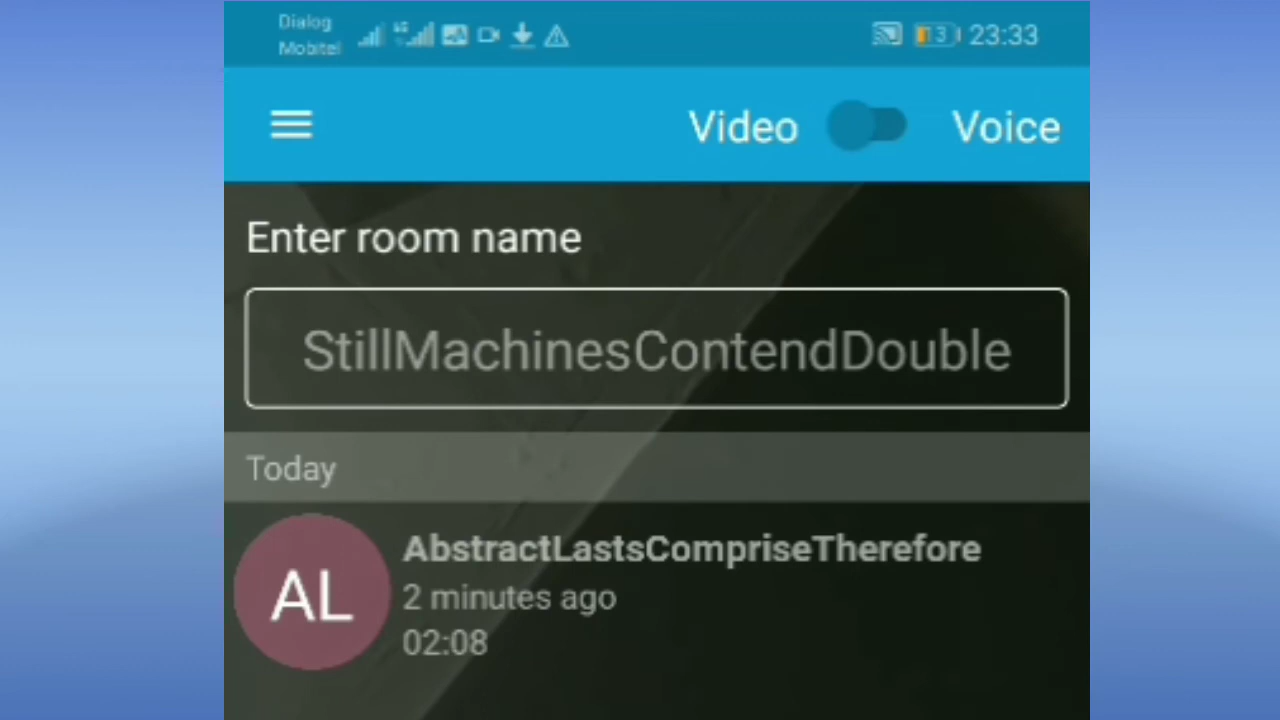 Dialog
Mobitel
23:33
Video
Voice
Enter room name
StillMachinesContendDouble
Today
AL
AbstractLastsCompriseTherefore
2 minutes ago
02:08